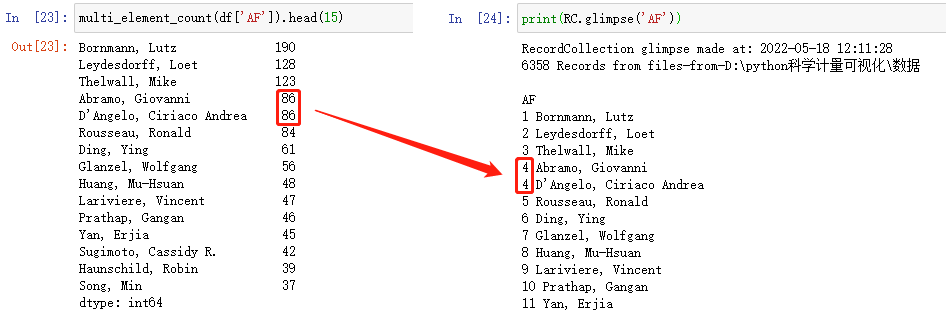 In [23]: multi_element_count(df['AF']).head(15)
Out[23]: Bornmann, Lutz 190
Leydesdorff, Loet 128
Thelwall, Mike 123
Abramo, Giovanni 86
D'Angelo, Ciriaco Andrea 86
Rousseau, Ronald 84
Ding, Ying 61
Glanzel, Wolfgang 56
Huang, Mu-Hsuan 48
Lariviere, Vincent 47
Prathap, Gangan 46
Yan, Erjia 45
Sugimoto, Cassidy R. 42
Haunschild, Robin 39
Song, Min 37
dtype: int64
In [24]: print(RC.glimpse('AF'))
RecordCollection glimpse made at: 2022-05-18 12:11:28
6358 Records from files-from-D:\python科学计量可视化\数据
AF
1 Bornmann, Lutz
2 Leydesdorff, Loet
3 Thelwall, Mike
4 Abramo, Giovanni
4 D'Angelo, Ciriaco Andrea
5 Rousseau, Ronald
6 Ding, Ying
7 Glanzel, Wolfgang
8 Huang, Mu-Hsuan
9 Lariviere, Vincent
10 Prathap, Gangan
11 Yan, Erjia